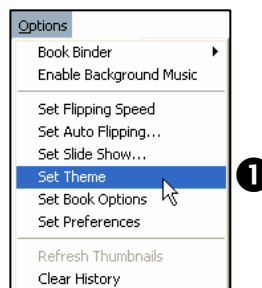 Options
Book Binder
Enable Background Music
Set Flipping Speed
Set Auto Flipping...
Set Slide Show...
Set Theme
1
Set Book Options
Set Preferences
Refresh Thumbnails
Clear History